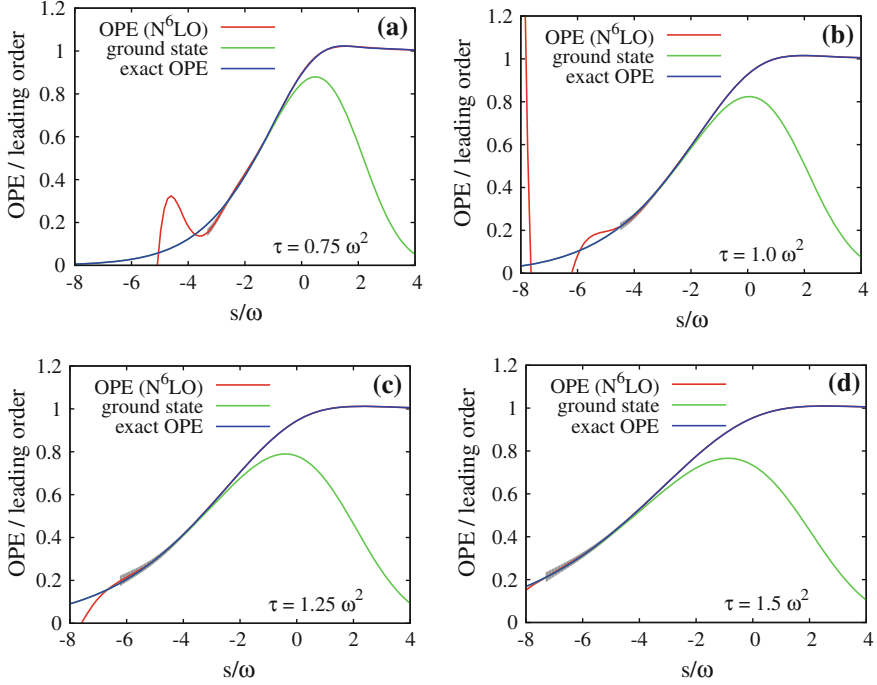 (a)
OPE (N⁶LO)
ground state
exact OPE
OPE / leading order
1.2
1
0.8
0.6
0.4
0.2
0
τ = 0.75 ω²
-8 -6 -4 -2 0 2 4
s/ω
(b)
OPE (N⁶LO)
ground state
exact OPE
OPE / leading order
1.2
1
0.8
0.6
0.4
0.2
0
τ = 1.0 ω²
-8 -6 -4 -2 0 2 4
s/ω
(c)
OPE (N⁶LO)
ground state
exact OPE
OPE / leading order
1.2
1
0.8
0.6
0.4
0.2
0
τ = 1.25 ω²
-8 -6 -4 -2 0 2 4
s/ω
(d)
OPE (N⁶LO)
ground state
exact OPE
OPE / leading order
1.2
1
0.8
0.6
0.4
0.2
0
τ = 1.5 ω²
-8 -6 -4 -2 0 2 4
s/ω